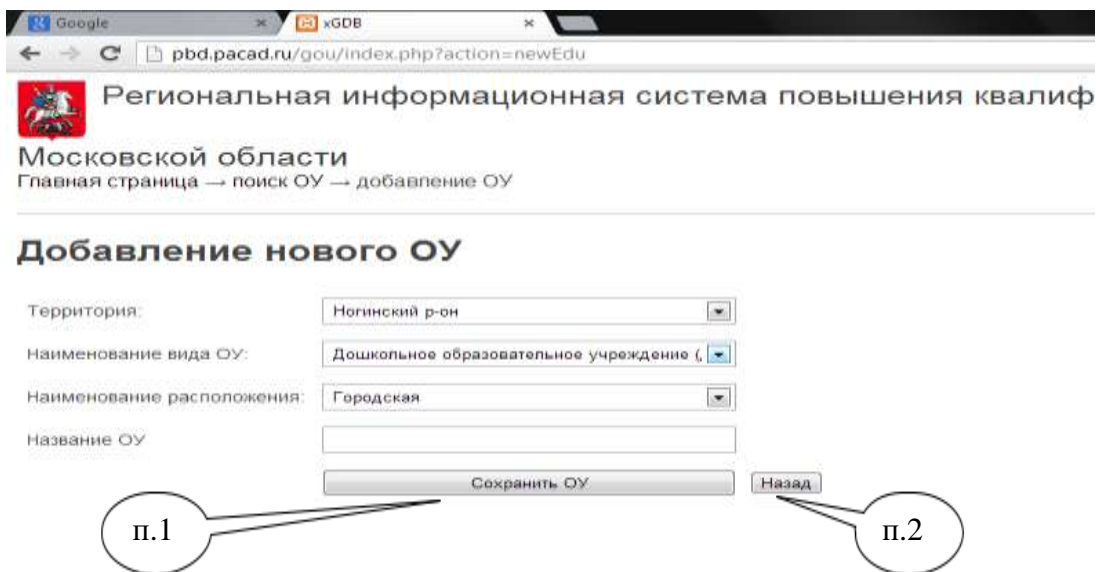 Google
xGDB
pbd.pacad.ru/gou/index.php?action=newEdu
Региональная информационная система повышения квалиф
Московской области
Главная страница → поиск ОУ → добавление ОУ
Добавление нового ОУ
Территория: Ногинский р-он
Наименование вида ОУ: Дошкольное образовательное учреждение (
Наименование расположения: Городская
Название ОУ
Сохранить ОУ Назад
п.1 п.2